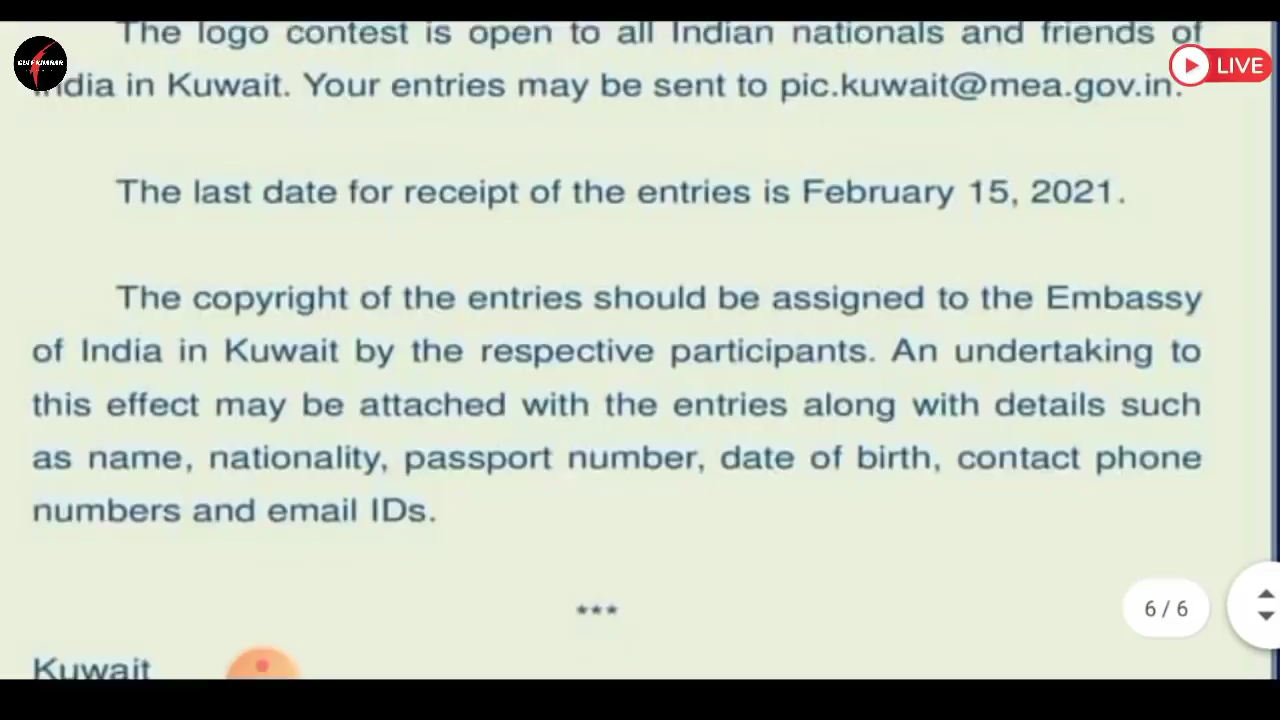 The logo contest is open to all Indian nationals and friends of
India in Kuwait. Your entries may be sent to pic.kuwait@mea.gov.in.
LIVE
The last date for receipt of the entries is February 15, 2021.
The copyright of the entries should be assigned to the Embassy
of India in Kuwait by the respective participants. An undertaking to
this effect may be attached with the entries along with details such
as name, nationality, passport number, date of birth, contact phone
numbers and email IDs.
***
6 / 6
Kuwait